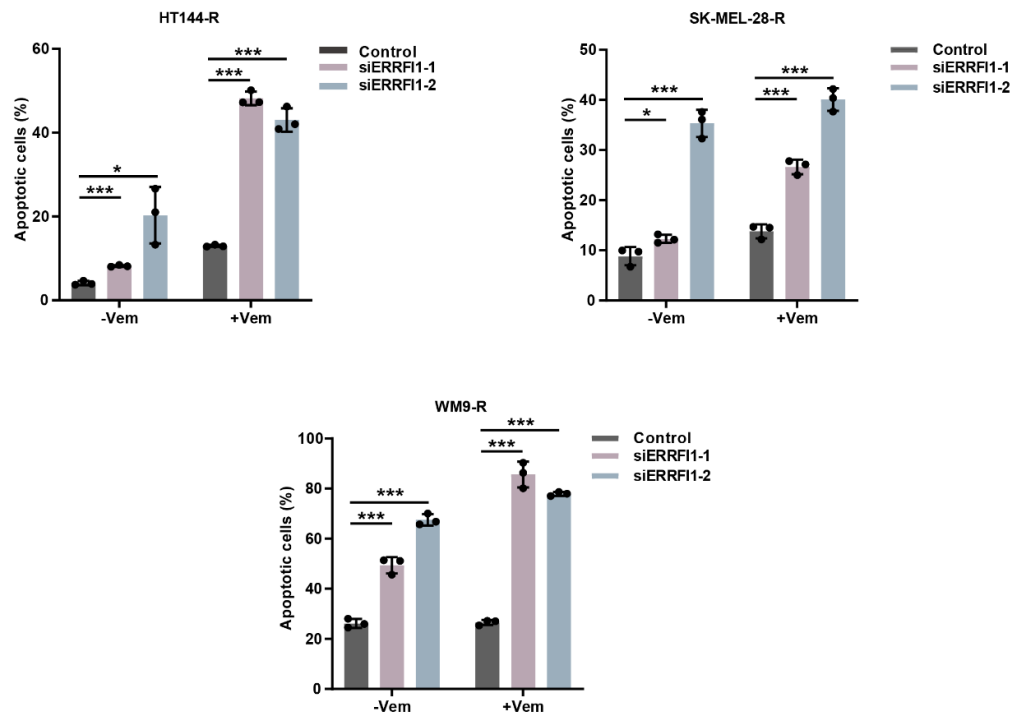 HT144-R
Apoptotic cells (%)
60
40
20
0
***
*
***
***
-Vem
+Vem
Control
siERRFI1-1
siERRFI1-2
SK-MEL-28-R
Apoptotic cells (%)
50
40
30
20
10
0
***
*
***
***
-Vem
+Vem
Control
siERRFI1-1
siERRFI1-2
WM9-R
Apoptotic cells (%)
100
80
60
40
20
0
***
***
***
***
-Vem
+Vem
Control
siERRFI1-1
siERRFI1-2